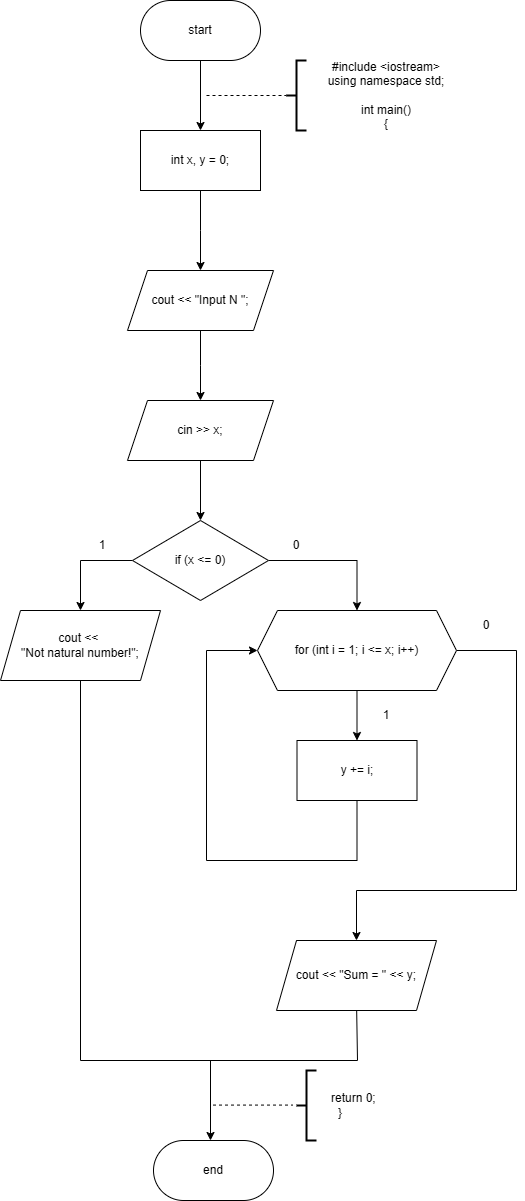 start
#include <iostream>
using namespace std;
int main()
{
int x, y = 0;
cout << "Input N ";
cin >> x;
if (x <= 0)
1
0
cout <<
"Not natural number!";
for (int i = 1; i <= x; i++)
0
1
y += i;
cout << "Sum = " << y;
return 0;
}
end